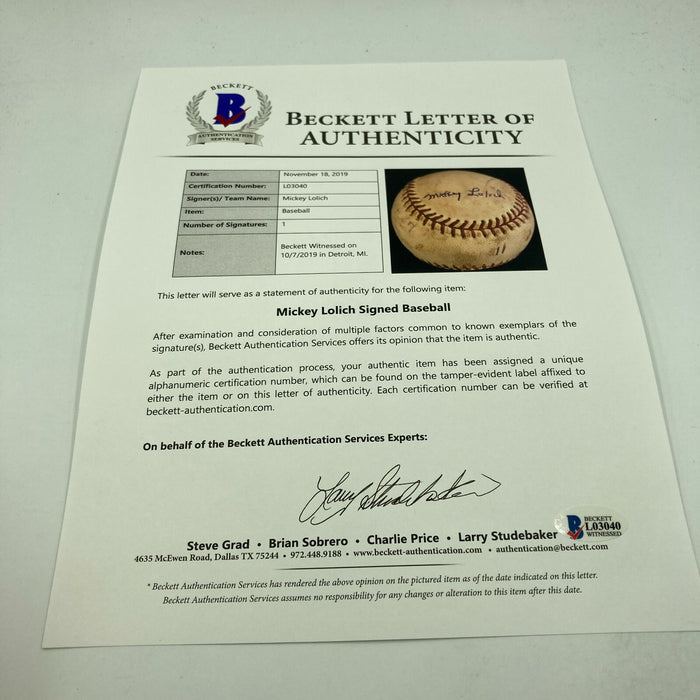 BECKETT
B
AUTHENTICATION
SERVICES
BECKETT LETTER OF
AUTHENTICITY
Date: November 18, 2019
Certification Number: L03040
Signer(s)/ Team Name: Mickey Lolich
Item: Baseball
Number of Signatures: 1
Notes: Beckett Witnessed on
10/7/2019 in Detroit, MI.
Mickey Lolich
This letter will serve as a statement of authenticity for the following item:
Mickey Lolich Signed Baseball
After examination and consideration of multiple factors common to known exemplars of the
signature(s), Beckett Authentication Services offers its opinion that the item is authentic.
As part of the authentication process, your authentic item has been assigned a unique
alphanumeric certification number, which can be found on the tamper-evident label affixed to
either the item or on this letter of authenticity. Each certification number can be verified at
beckett-authentication.com.
On behalf of the Beckett Authentication Services Experts:
Larry Studebaker
Steve Grad • Brian Sobrero • Charlie Price • Larry Studebaker
BECKETT
L03040
WITNESSED
4635 McEwen Road, Dallas TX 75244 • 972.448.9188 • www.beckett-authentication.com • authentication@beckett.com
* Beckett Authentication Services has rendered the above opinion on the pictured item as of the date indicated on this letter.
Beckett Authentication Services assumes no responsibility for any changes or alteration to this item after this date.